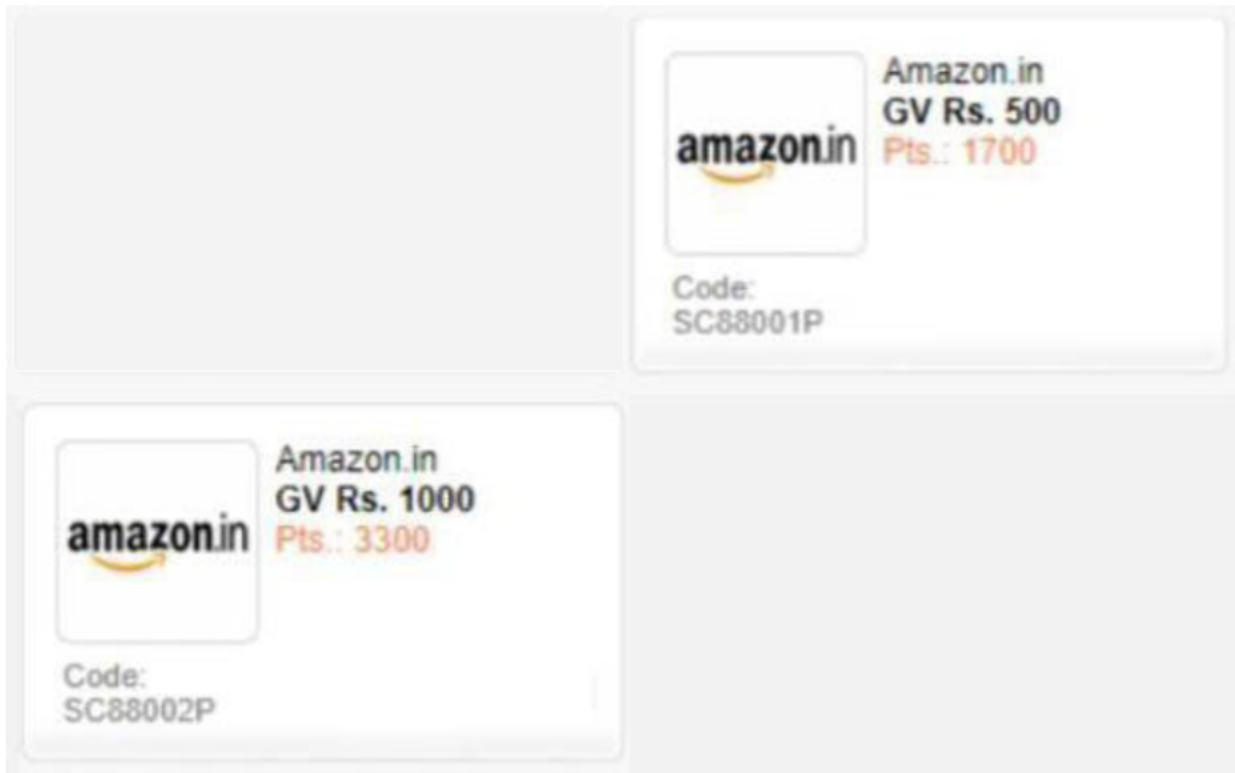 amazon.in
Amazon.in
GV Rs. 500
Pts.: 1700
Code:
SC88001P
amazon.in
Amazon.in
GV Rs. 1000
Pts.: 3300
Code:
SC88002P